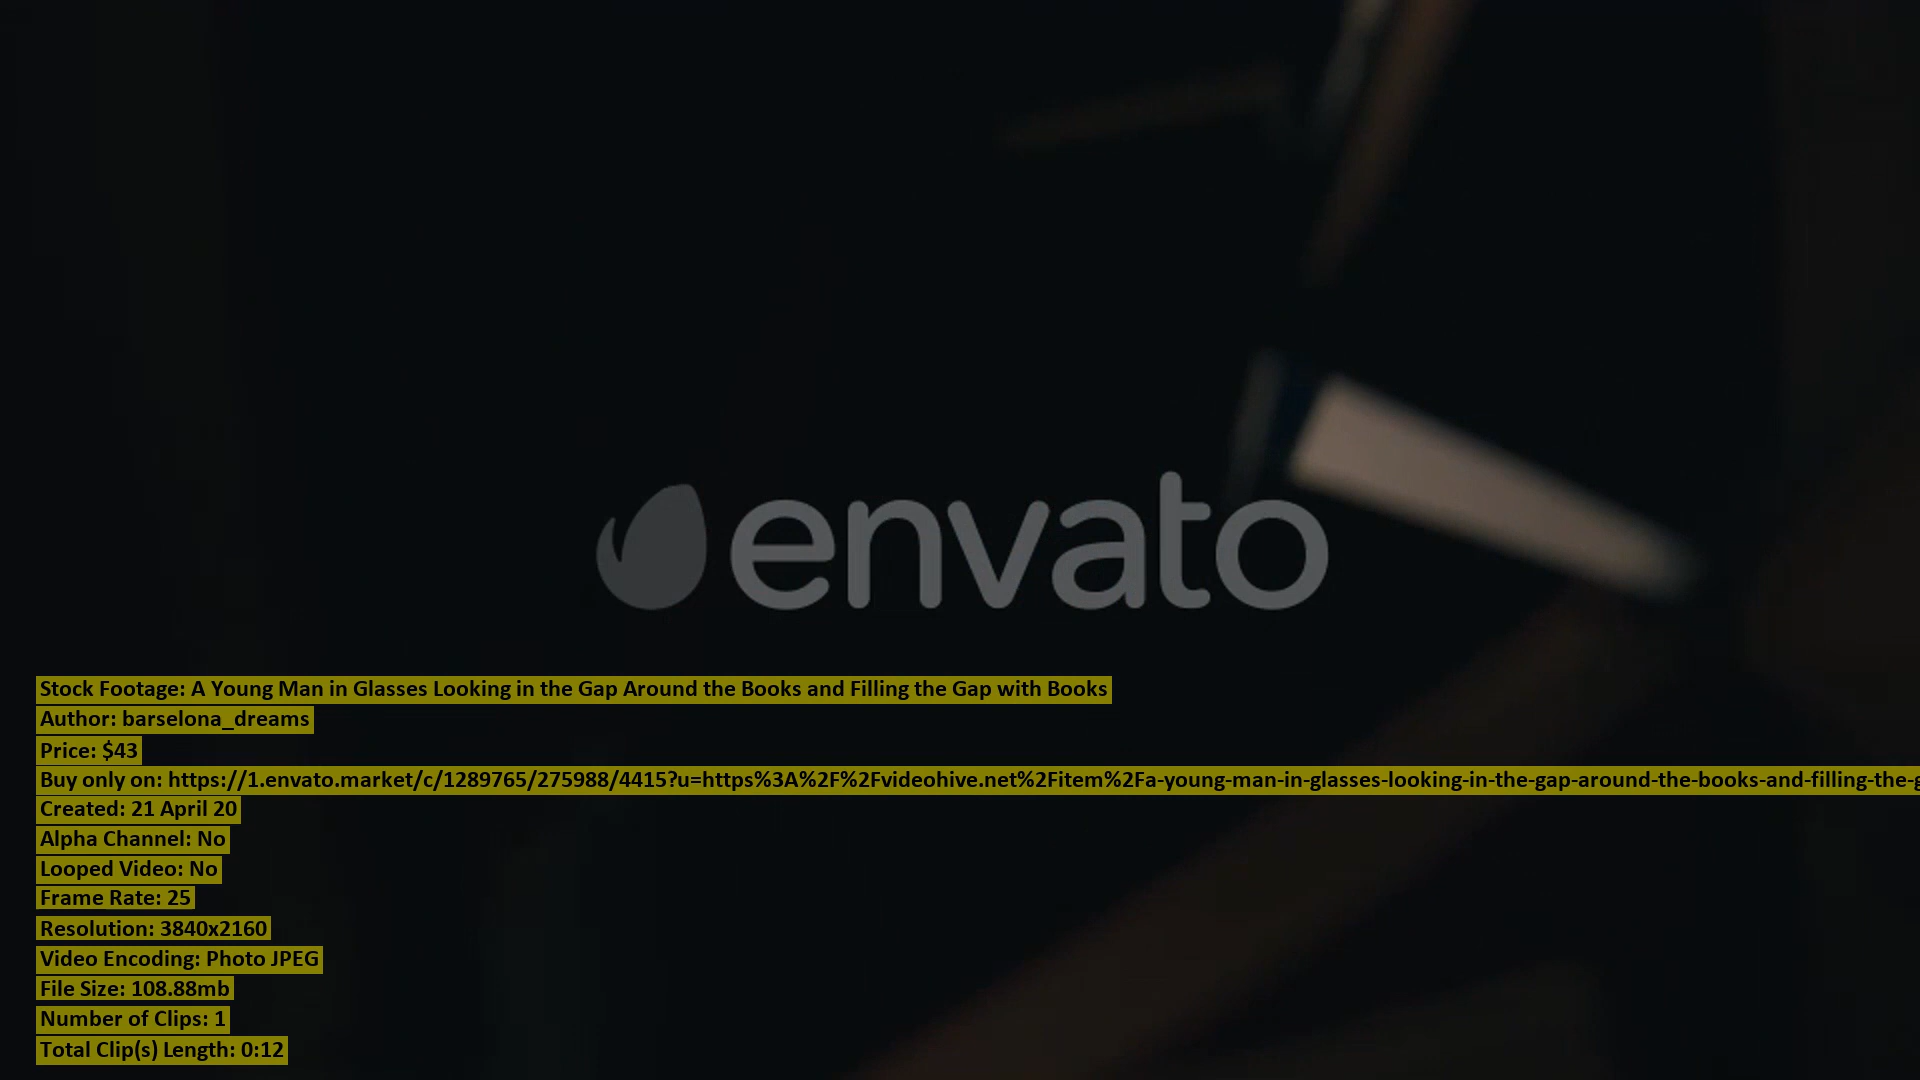 envato
Stock Footage: A Young Man in Glasses Looking in the Gap Around the Books and Filling the Gap with Books
Author: barselona_dreams
Price: $43
Buy only on: https://1.envato.market/c/1289765/275988/4415?u=https%3A%2F%2Fvideohive.net%2Fitem%2Fa-young-man-in-glasses-looking-in-the-gap-around-the-books-and-filling-the-g
Created: 21 April 20
Alpha Channel: No
Looped Video: No
Frame Rate: 25
Resolution: 3840x2160
Video Encoding: Photo JPEG
File Size: 108.88mb
Number of Clips: 1
Total Clip(s) Length: 0:12